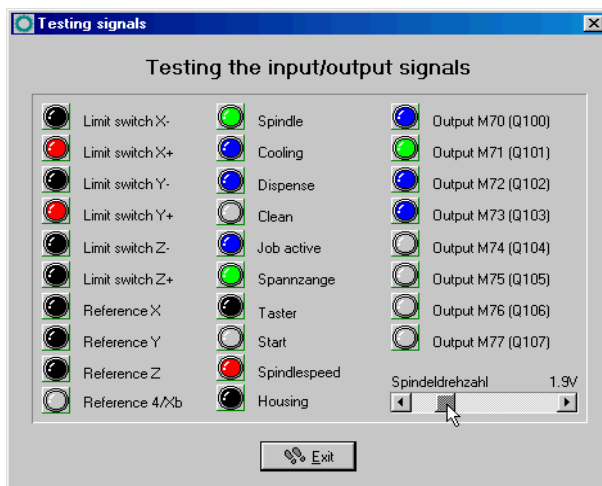 Testing signals
Testing the input/output signals
Limit switch X-
Limit switch X+
Limit switch Y-
Limit switch Y+
Limit switch Z-
Limit switch Z+
Reference X
Reference Y
Reference Z
Reference 4/Xb
Spindle
Cooling
Dispense
Clean
Job active
Spannzange
Taster
Start
Spindlespeed
Housing
Output M70 (Q100)
Output M71 (Q101)
Output M72 (Q102)
Output M73 (Q103)
Output M74 (Q104)
Output M75 (Q105)
Output M76 (Q106)
Output M77 (Q107)
Spindeldrehzahl 1.9V
Exit